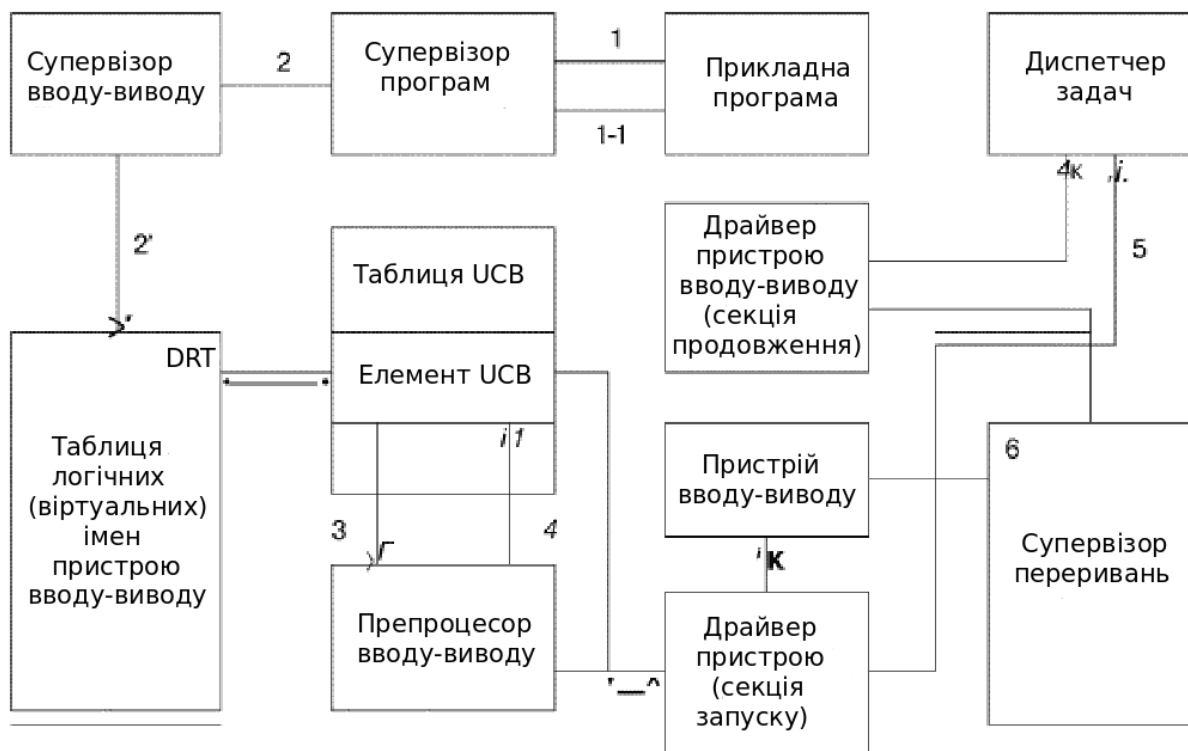 Супервізор
вводу-виводу
2
Супервізор
програм
1
1-1
Прикладна
програма
Диспетчер
задач
2'
Таблиця UCB
Драйвер
пристрою
вводу-виводу
(секція
продовження)
5
DRT
Елемент UCB
Таблиця
логічних
(віртуальних)
імен
пристрою
вводу-виводу
3
4
Пристрій
вводу-виводу
6
Супервізор
переривань
Препроцесор
вводу-виводу
Драйвер
пристрою
(секція
запуску)